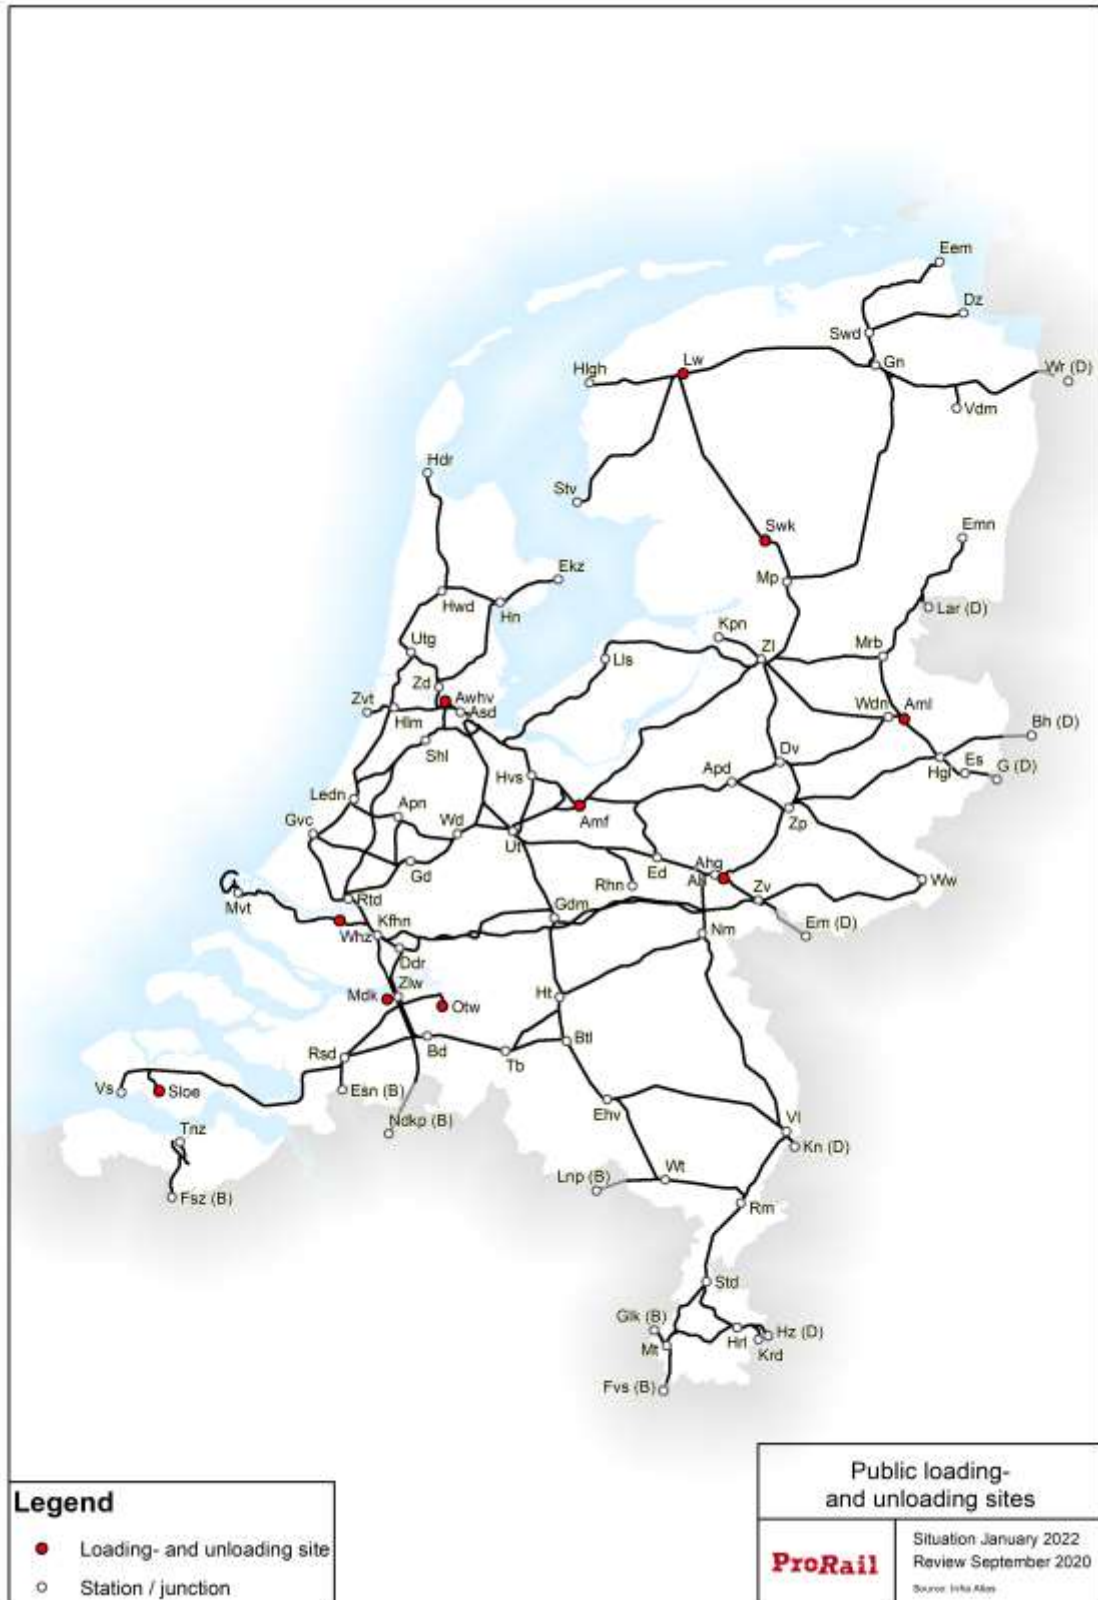 Eem
Dz
Swd
Gn
Lw
Hlgh
Wr (D)
Vdm
Hdr
Stv
Swk
Emn
Ekz
Mp
Hwd
Hn
Lar (D)
Kpn
Utg
Zl
Mrb
Lls
Zd
Awhv
Zvt
Asd
Hlm
Wdn
Aml
Bh (D)
Shl
Dv
Es
Hgl
G (D)
Hvs
Apd
Ledn
Apn
Gvc
Wd
Amf
Zp
Ut
Gd
Ed
Ahg
Ah
Rhn
Zv
Ww
Mvt
Rtd
Kfhn
Gdm
Whz
Em (D)
Nm
Ddr
Zlw
Mdk
Otw
Ht
Btl
Rsd
Bd
Tb
Vs
Sloe
Esn (B)
Ndkp (B)
Ehv
Vl
Kn (D)
Tnz
Fsz (B)
Lnp (B)
Wt
Rm
Std
Glk (B)
Mt
Hrl
Hz (D)
Krd
Fvs (B)
Legend
Loading- and unloading site
Station / junction
Public loading-
and unloading sites
ProRail
Situation January 2022
Review September 2020
Source: Infra Atlas